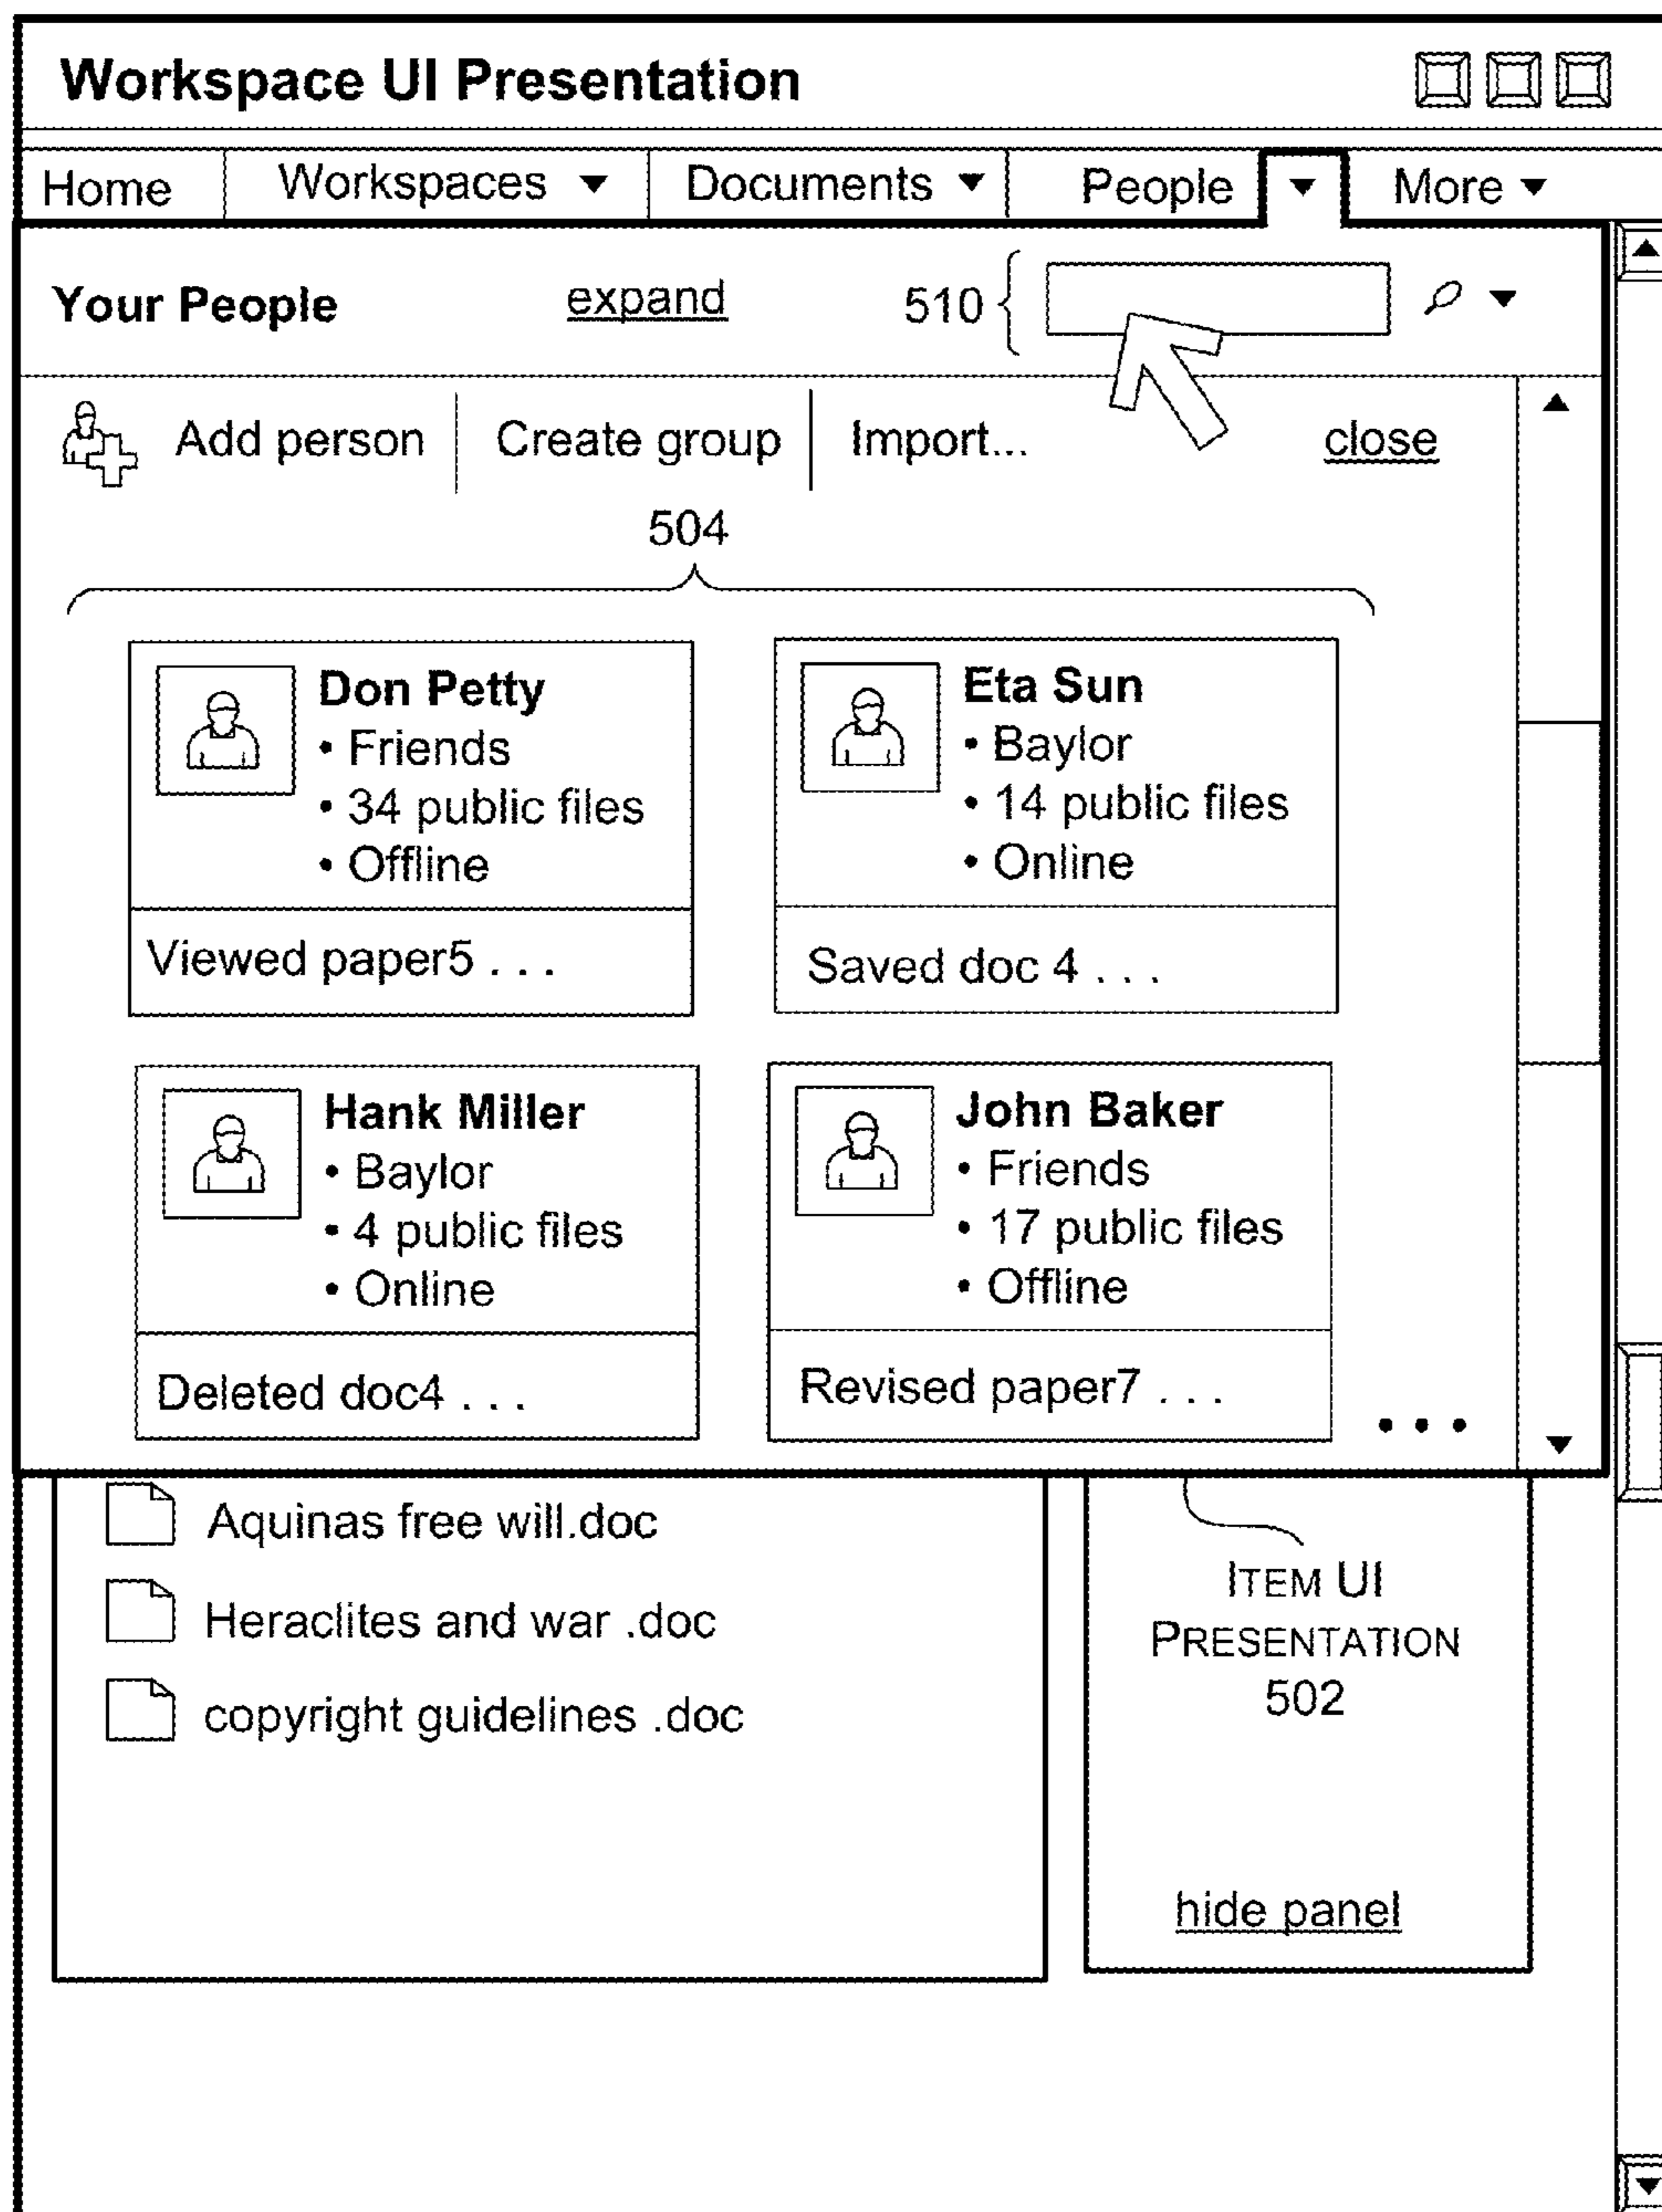 Workspace UI Presentation
Home Workspaces Documents People More
Your People expand 510
Add person Create group Import... close
504
Don Petty
• Friends
• 34 public files
• Offline
Viewed paper5 . . .
Eta Sun
• Baylor
• 14 public files
• Online
Saved doc 4 . . .
Hank Miller
• Baylor
• 4 public files
• Online
Deleted doc4 . . .
John Baker
• Friends
• 17 public files
• Offline
Revised paper7 . . .
• • •
Aquinas free will.doc
Heraclites and war .doc
copyright guidelines .doc
ITEM UI
PRESENTATION
502
hide panel